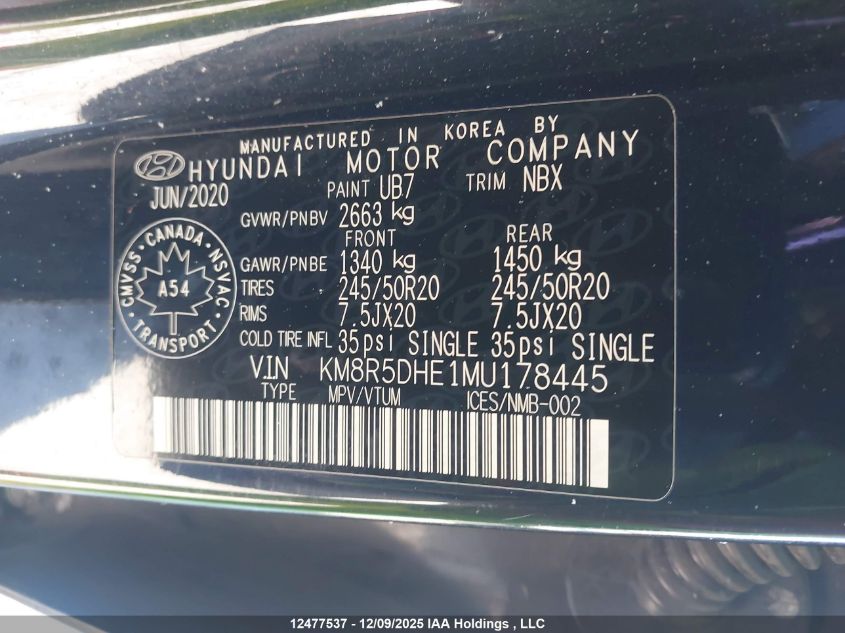 MANUFACTURED IN KOREA BY
HYUNDAI MOTOR COMPANY
JUN/2020 PAINT UB7 TRIM NBX
GVWR/PNBV 2663 kg
FRONT REAR
GAWR/PNBE 1340 kg 1450 kg
TIRES 245/50R20 245/50R20
RIMS 7.5JX20 7.5JX20
COLD TIRE INFL 35psi SINGLE 35psi SINGLE
CMVSS · CANADA · NSVAC
A54
TRANSPORT
V.I.N KM8R5DHE1MU178445
TYPE MPV/VTUM ICES/NMB-002
12477537 - 12/09/2025 IAA Holdings , LLC